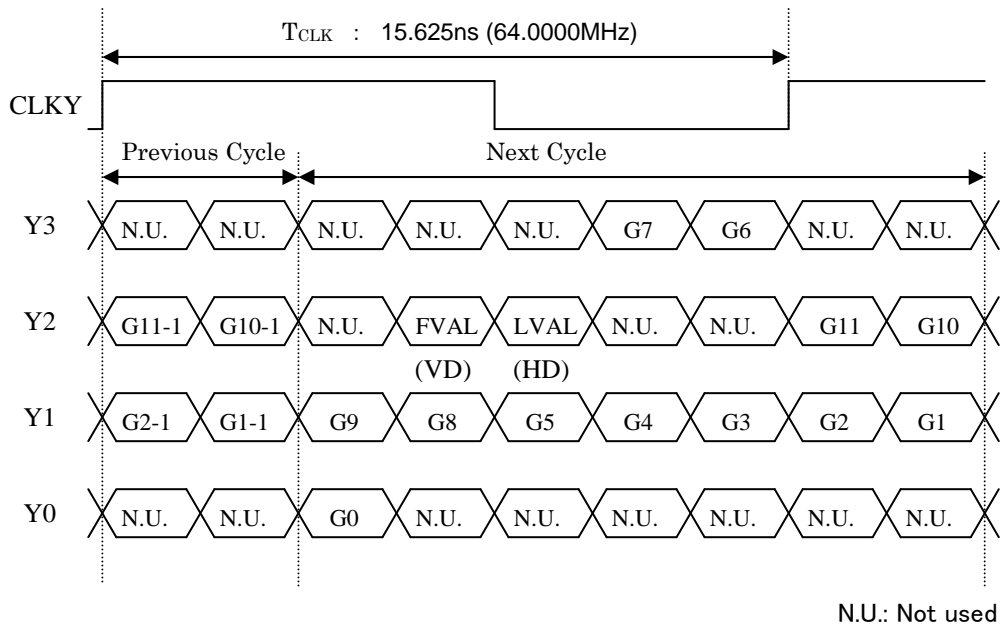 TCLK : 15.625ns (64.0000MHz)
CLKY
Previous Cycle Next Cycle
Y3 N.U. N.U. N.U. N.U. N.U. G7 G6 N.U. N.U.
Y2 G11-1 G10-1 N.U. FVAL LVAL N.U. N.U. G11 G10
(VD) (HD)
Y1 G2-1 G1-1 G9 G8 G5 G4 G3 G2 G1
Y0 N.U. N.U. G0 N.U. N.U. N.U. N.U. N.U. N.U.
N.U.: Not used